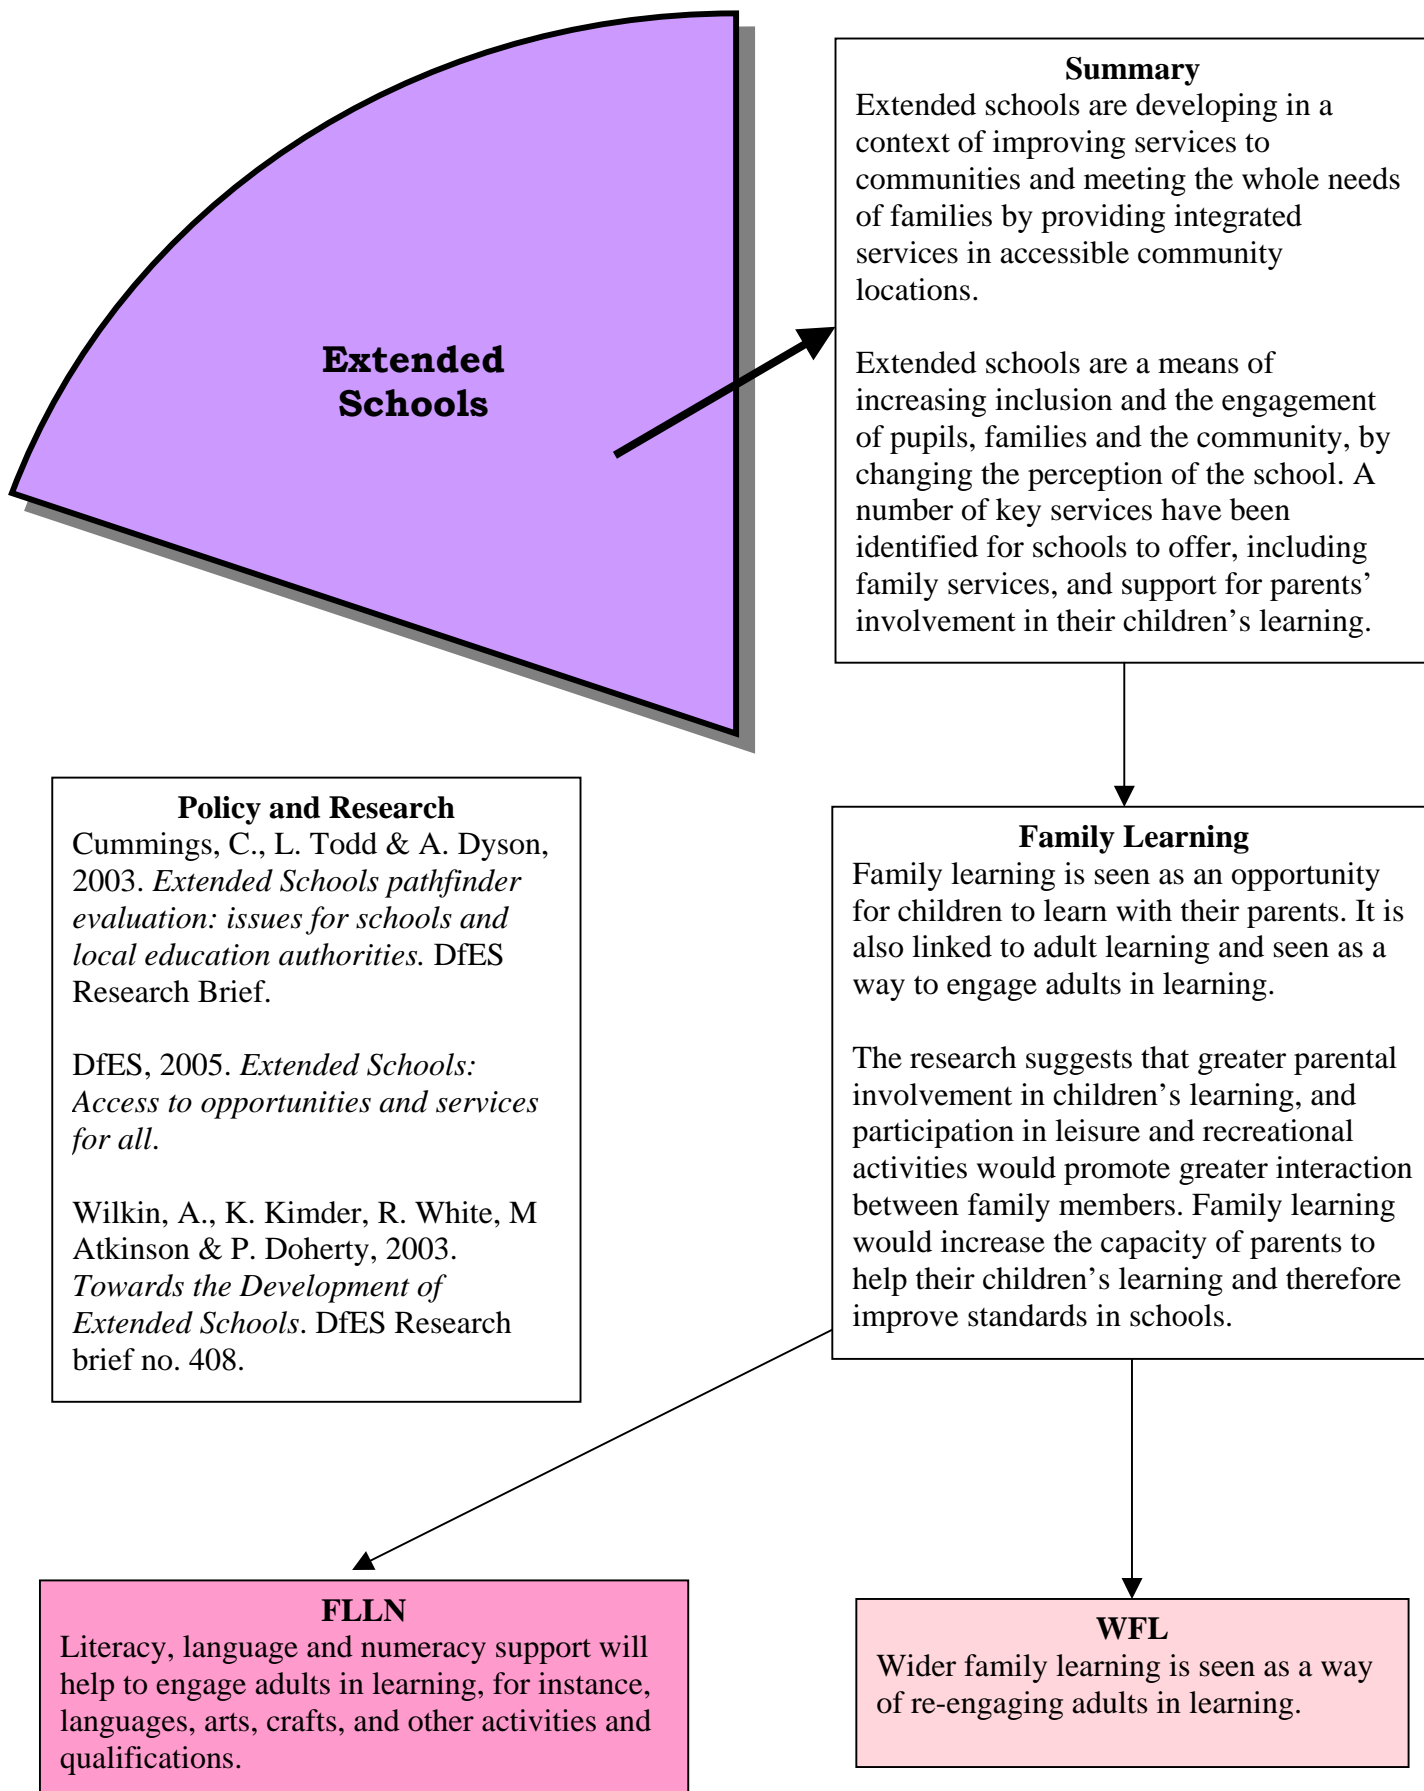 Extended
Schools
Summary
Extended schools are developing in a
context of improving services to
communities and meeting the whole needs
of families by providing integrated
services in accessible community
locations.
Extended schools are a means of
increasing inclusion and the engagement
of pupils, families and the community, by
changing the perception of the school. A
number of key services have been
identified for schools to offer, including
family services, and support for parents’
involvement in their children’s learning.
Policy and Research
Cummings, C., L. Todd & A. Dyson,
2003. Extended Schools pathfinder
evaluation: issues for schools and
local education authorities. DfES
Research Brief.
DfES, 2005. Extended Schools:
Access to opportunities and services
for all.
Wilkin, A., K. Kimder, R. White, M
Atkinson & P. Doherty, 2003.
Towards the Development of
Extended Schools. DfES Research
brief no. 408.
Family Learning
Family learning is seen as an opportunity
for children to learn with their parents. It is
also linked to adult learning and seen as a
way to engage adults in learning.
The research suggests that greater parental
involvement in children’s learning, and
participation in leisure and recreational
activities would promote greater interaction
between family members. Family learning
would increase the capacity of parents to
help their children’s learning and therefore
improve standards in schools.
FLLN
Literacy, language and numeracy support will
help to engage adults in learning, for instance,
languages, arts, crafts, and other activities and
qualifications.
WFL
Wider family learning is seen as a way
of re-engaging adults in learning.